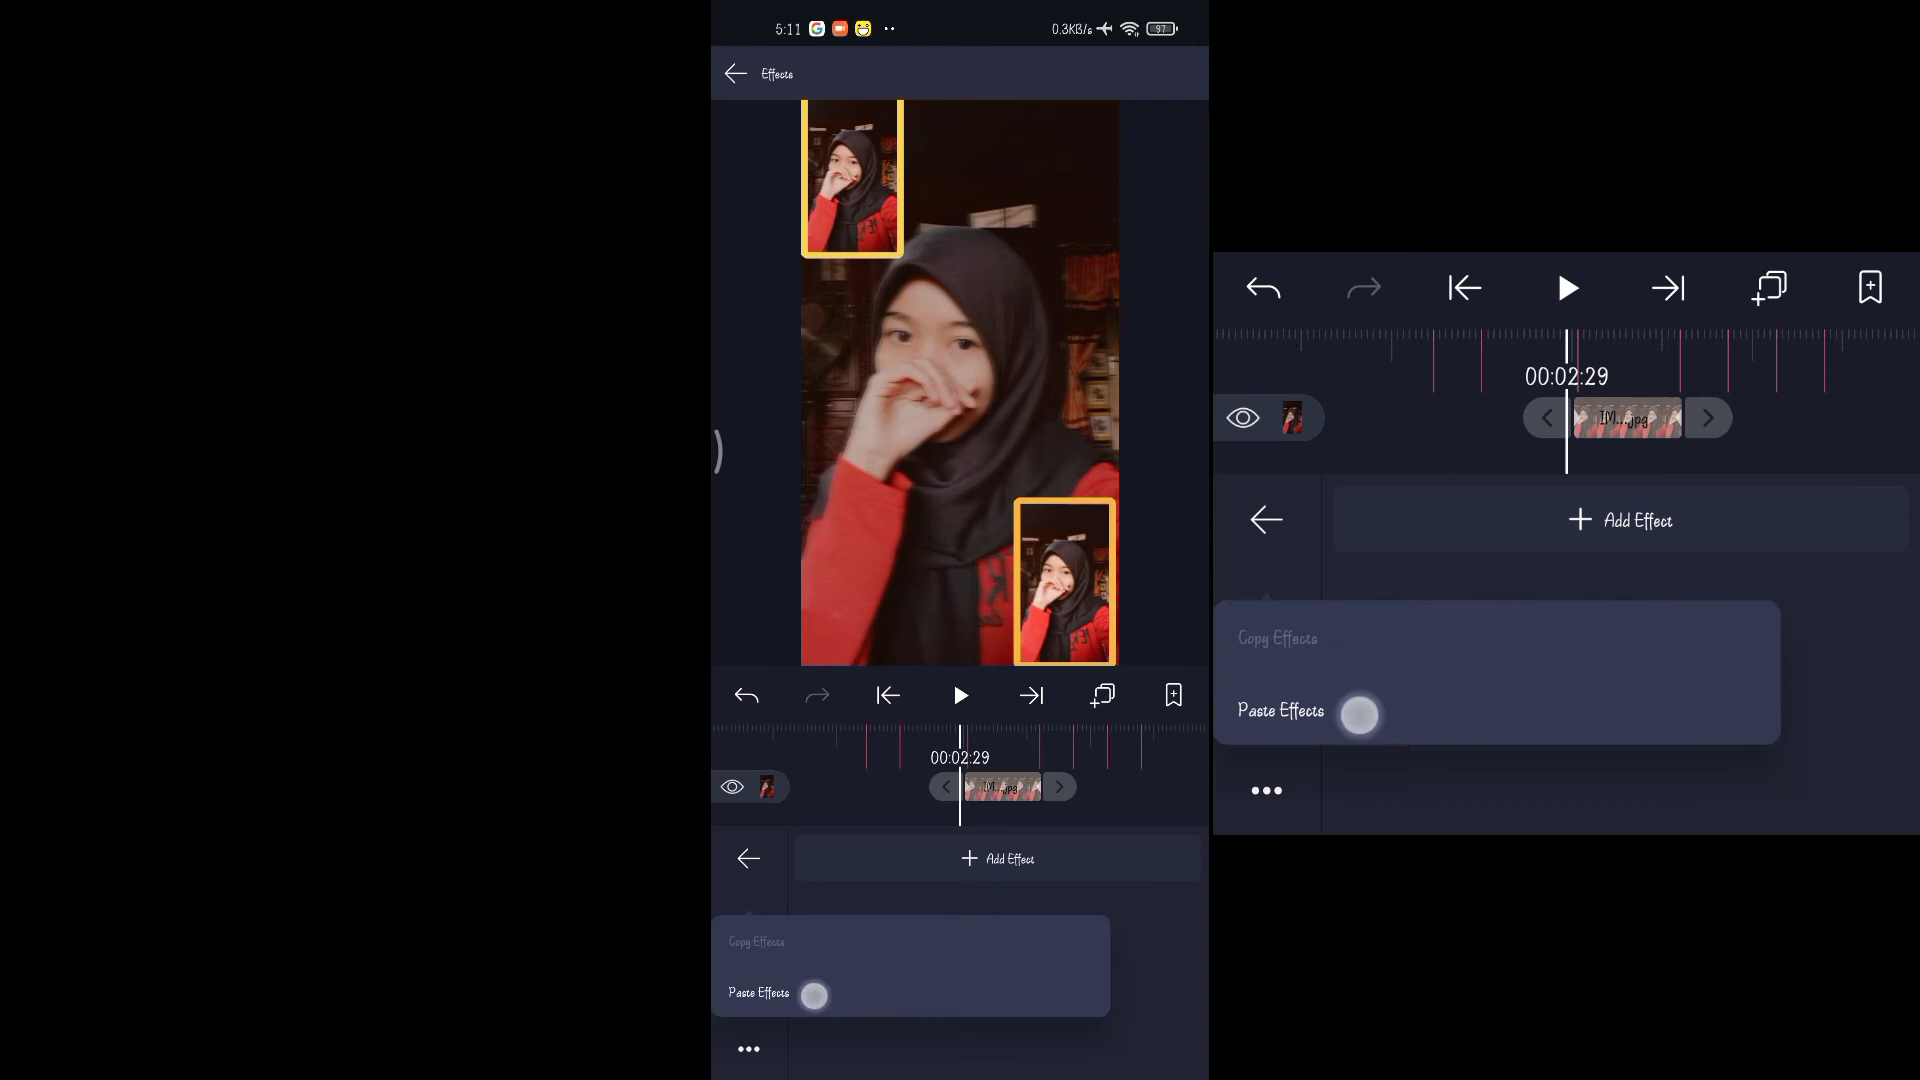 5:11
0.3KB/s
97
Effects
00:02:29
IM...jpg
Add Effect
Copy Effects
Paste Effects
00:02:29
IM...jpg
Add Effect
Copy Effects
Paste Effects